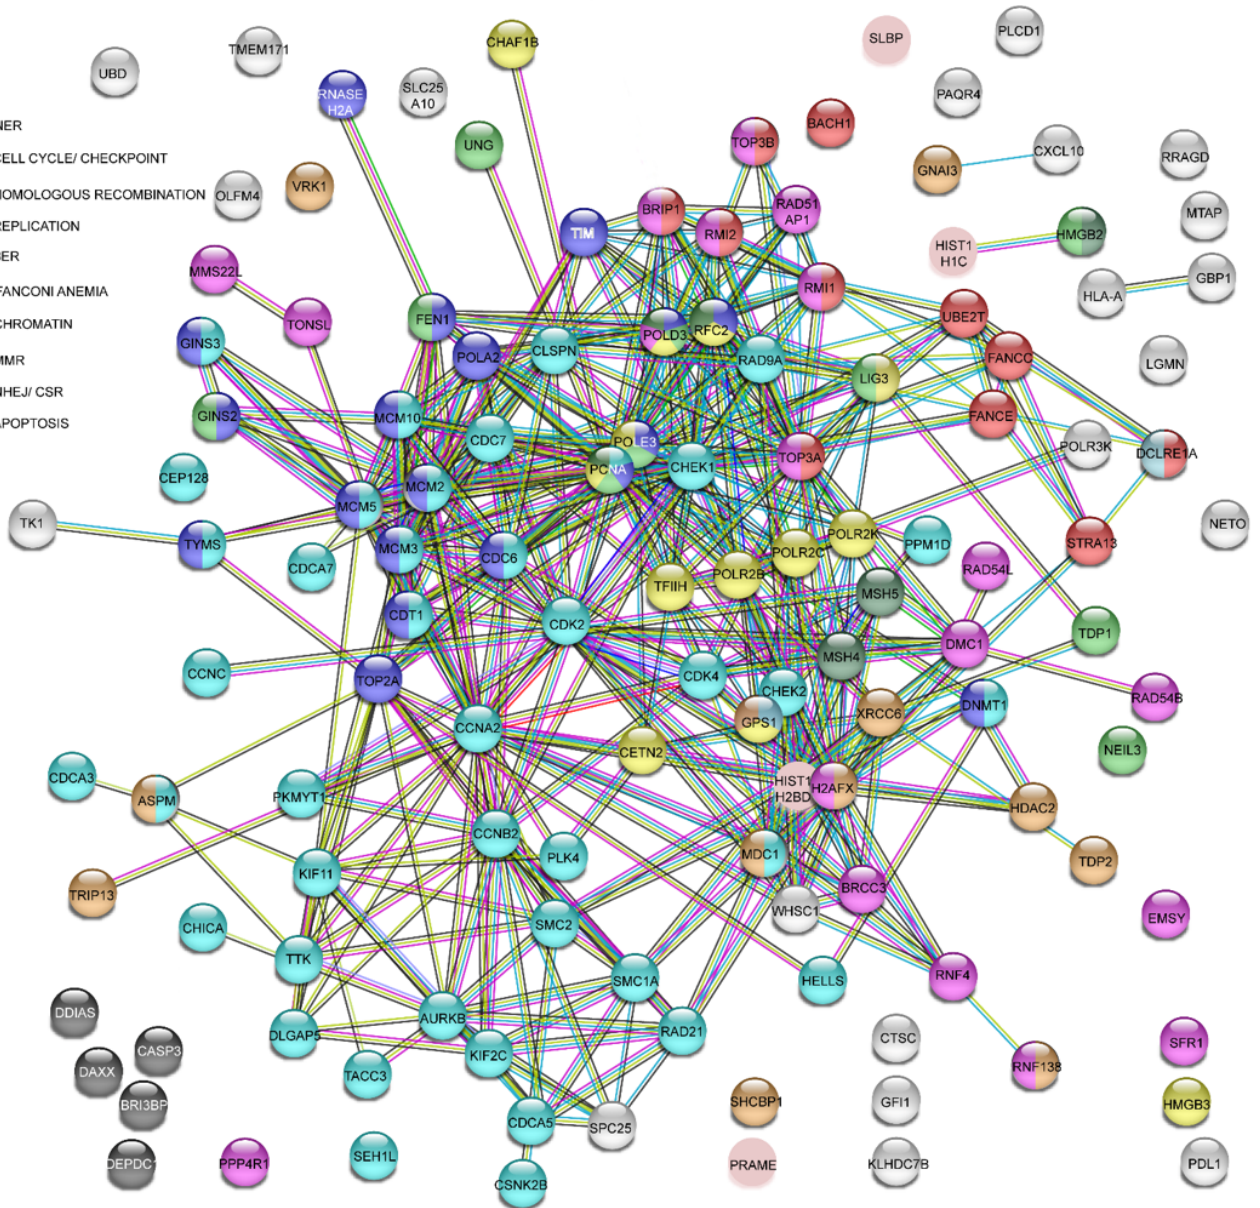 SLBP
PLCD1
CHAF1B
TMEM171
UBD
RNASE
H2A
SLC25
A10
PAQR4
NER
BACH1
UNG
TOP3B
CXCL10
RRAGD
CELL CYCLE/ CHECKPOINT
GNAI3
VRK1
HOMOLOGOUS RECOMBINATION
OLFM4
BRIP1
RAD51
AP1
MTAP
REPLICATION
TIM
RMI2
HMGB2
HIST1
H1C
BER
MMS22L
RMI1
GBP1
HLA-A
FANCONI ANEMIA
TONSL
FEN1
UBE2T
CHROMATIN
POLD3
RFC2
GINS3
POLA2
CLSPN
RAD9A
FANCC
LGMN
MMR
LIG3
NHEJ/ CSR
GINS2
MCM10
FANCE
APOPTOSIS
CDC7
POLE3
POLR3K
DCLRE1A
PCNA
CHEK1
TOP3A
CEP128
MCM2
MCM5
TK1
NETO
TYMS
MCM3
CDC6
POLR2K
PPM1D
STRA13
POLR2C
CDCA7
TFIIH
POLR2B
RAD54L
MSH5
CDT1
CDK2
TDP1
DMC1
MSH4
CCNC
TOP2A
CDK4
CHEK2
RAD54B
DNMT1
CCNA2
GPS1
XRCC6
CETN2
NEIL3
CDCA3
ASPM
PKMYT1
HIST1
H2BD
H2AFX
HDAC2
CCNB2
PLK4
MDC1
TDP2
KIF11
TRIP13
BRCC3
WHSC1
EMSY
CHICA
SMC2
TTK
SMC1A
HELLS
RNF4
DDIAS
AURKB
DLGAP5
RAD21
CTSC
SFR1
CASP3
KIF2C
DAXX
TACC3
RNF138
BRI3BP
SHCBP1
GFI1
HMGB3
CDCA5
SPC25
DEPDC1
PPP4R1
SEH1L
PRAME
KLHDC7B
PDL1
CSNK2B